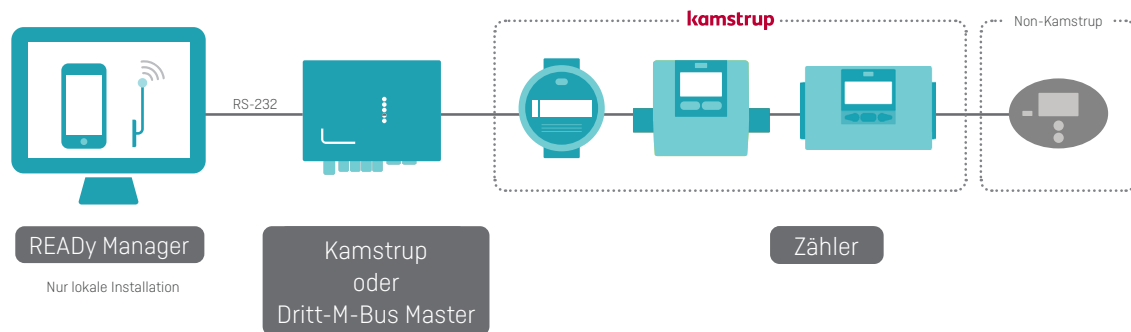 kamstrup
Non-Kamstrup
RS-232
READy Manager
Nur lokale Installation
Kamstrup
oder
Dritt-M-Bus Master
Zähler